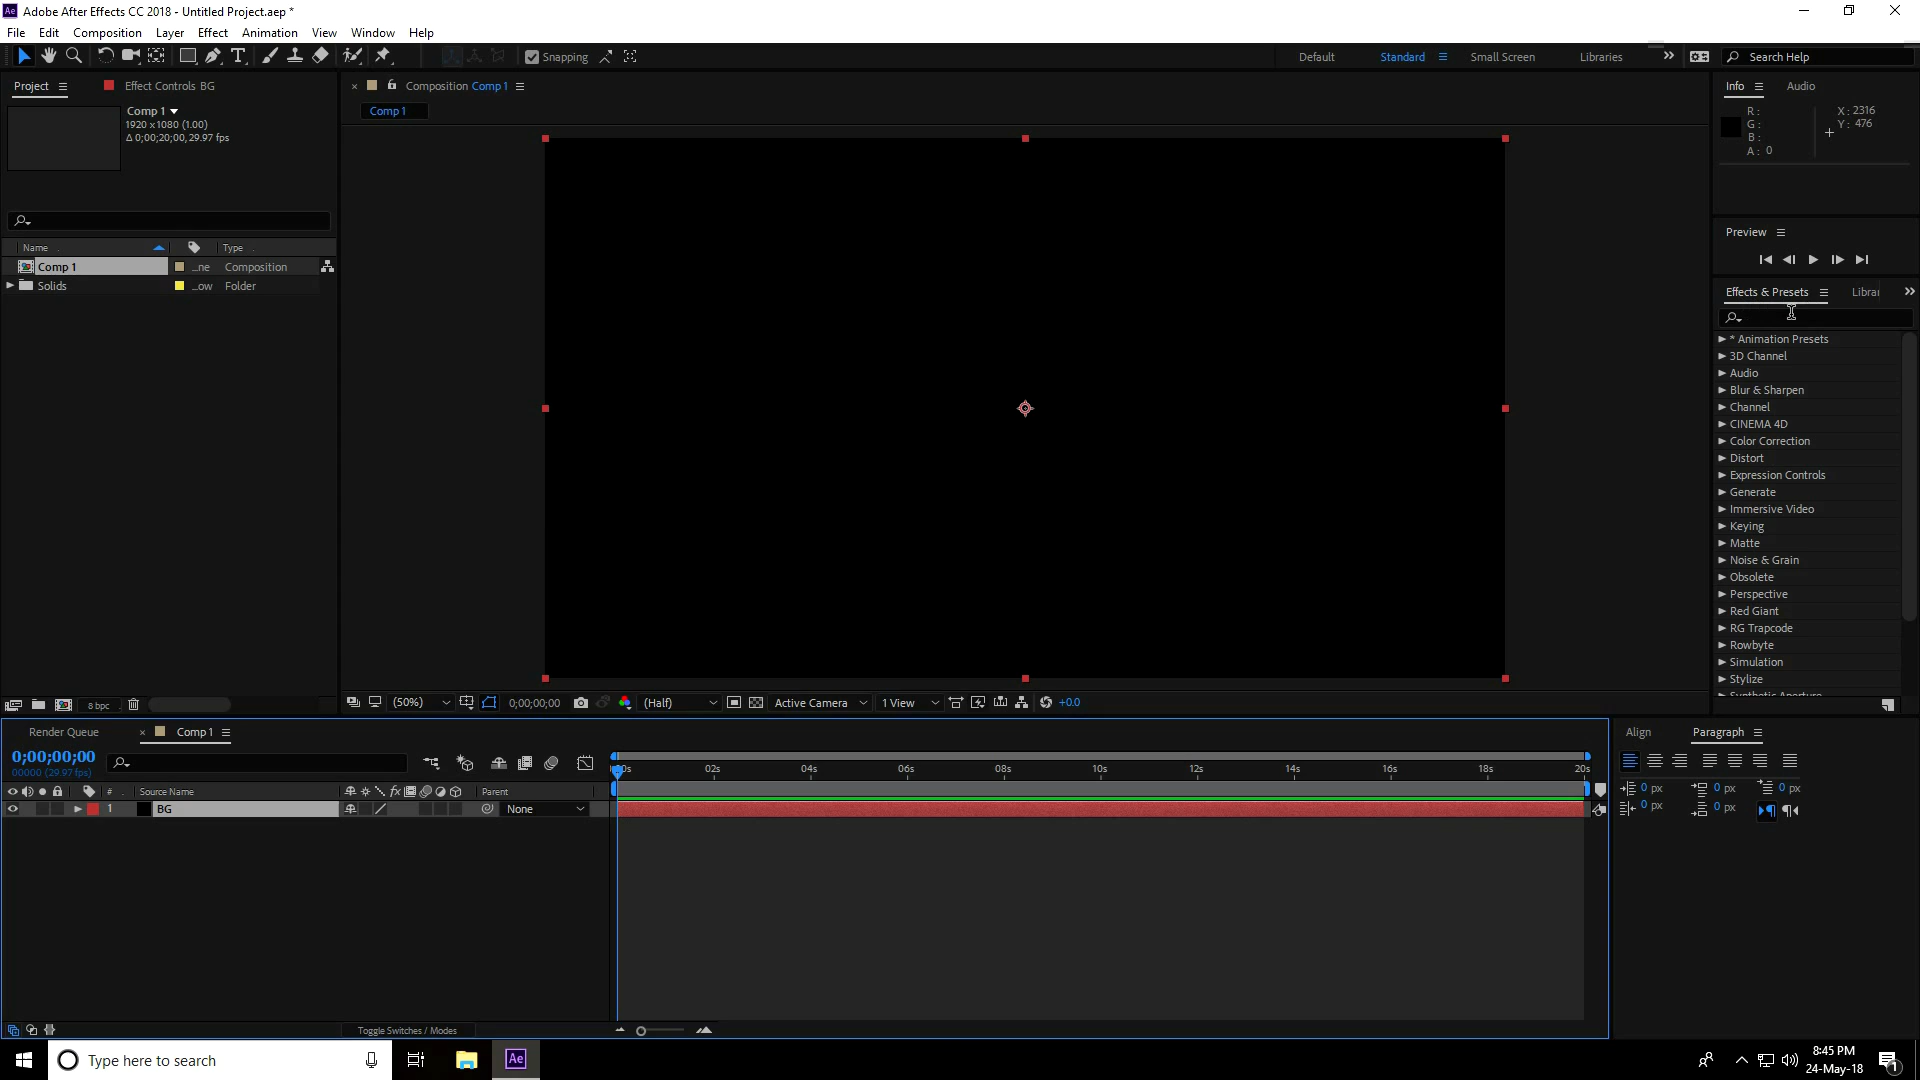 Adobe After Effects CC 2018 - Untitled Project.aep *
File Edit Composition Layer Effect Animation View Window Help
Snapping
Default Standard Small Screen Libraries
Search Help
Project
Effect Controls BG
Comp 1
1920 x1080 (1.00)
Δ 0;00;20;00, 29.97 fps
Name Type
Comp 1 ...ne Composition
Solids ...ow Folder
8 bpc
Composition Comp 1
Comp 1
(50%) 0;00;00;00 (Half) Active Camera 1 View +0.0
Info Audio
R :
G :
B :
A : 0
X : 2316
Y : 476
Preview
Effects & Presets Librar
* Animation Presets
3D Channel
Audio
Blur & Sharpen
Channel
CINEMA 4D
Color Correction
Distort
Expression Controls
Generate
Immersive Video
Keying
Matte
Noise & Grain
Obsolete
Perspective
Red Giant
RG Trapcode
Rowbyte
Simulation
Stylize
Synthetic Aperture
Render Queue Comp 1
0;00;00;00
00000 (29.97 fps)
# Source Name fx Parent
1 BG None
02s 04s 06s 08s 10s 12s 14s 16s 18s 20s
Toggle Switches / Modes
Align Paragraph
0 px 0 px 0 px
0 px 0 px
Type here to search
Ae
8:45 PM
24-May-18
1